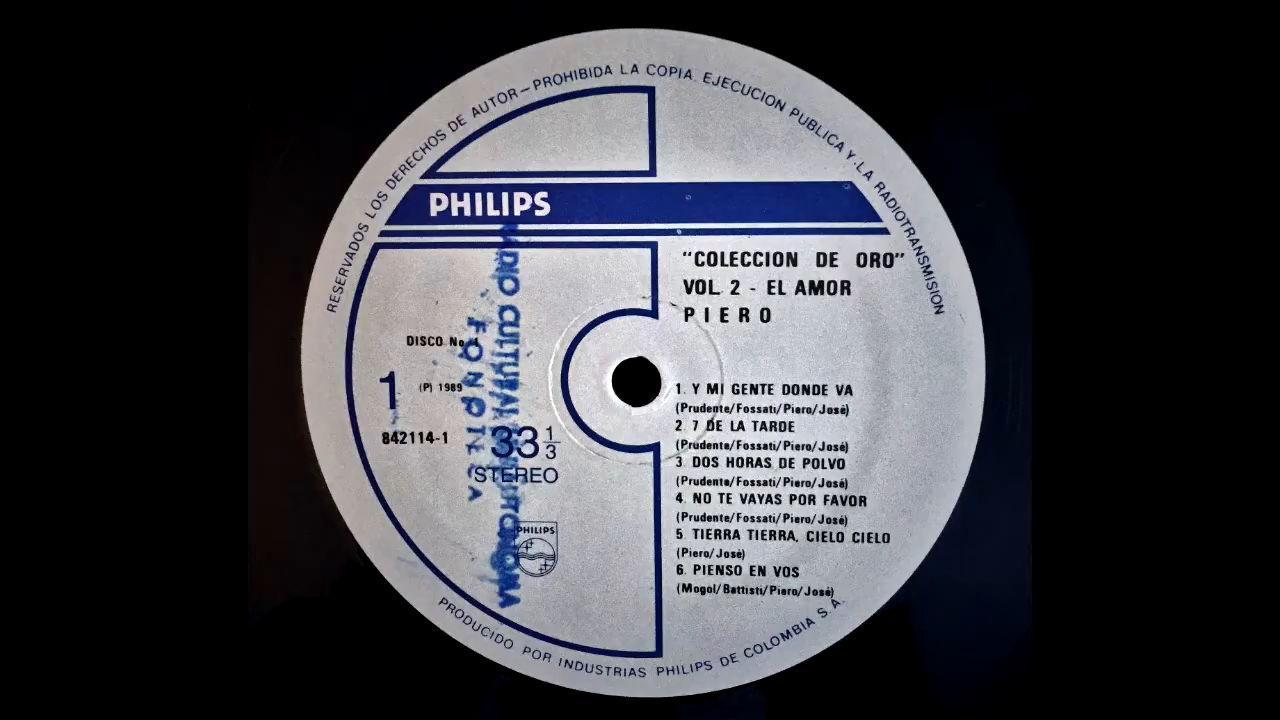 RESERVADOS LOS DERECHOS DE AUTOR – PROHIBIDA LA COPIA. EJECUCION PUBLICA Y LA RADIOTRANSMISION
PHILIPS
"COLECCION DE ORO"
VOL. 2 - EL AMOR
PIERO
DISCO No.
1
(P) 1989
842114-1
33 1/3
STEREO
PHILIPS
RADIO CULTURAL
FONOTECA
1. Y MI GENTE DONDE VA
(Prudente/Fossati/Piero/José)
2. 7 DE LA TARDE
(Prudente/Fossati/Piero/José)
3. DOS HORAS DE POLVO
(Prudente/Fossati/Piero/José)
4. NO TE VAYAS POR FAVOR
(Prudente/Fossati/Piero/José)
5. TIERRA TIERRA, CIELO CIELO
(Piero/José)
6. PIENSO EN VOS
(Mogol/Battisti/Piero/José)
PRODUCIDO POR INDUSTRIAS PHILIPS DE COLOMBIA S.A.